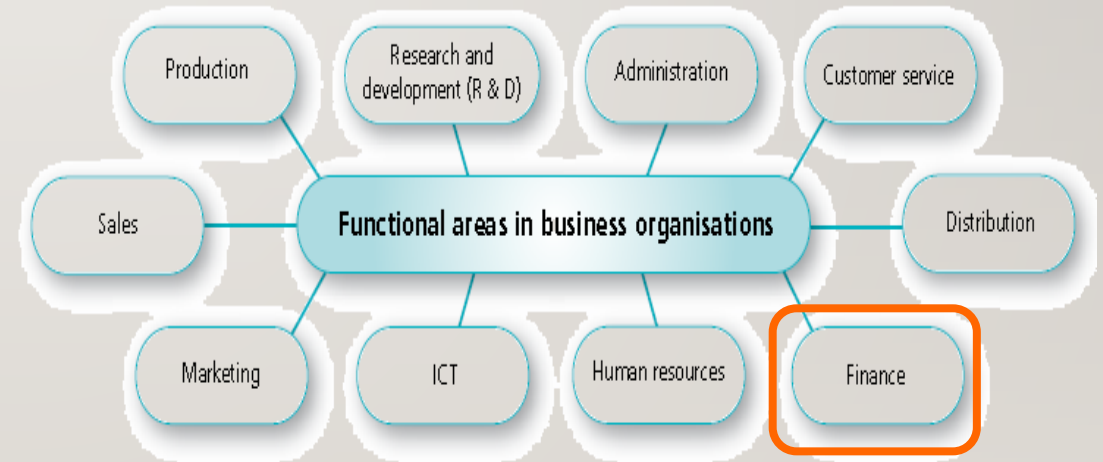 Production
Research and
development (R & D)
Administration
Customer service
Sales
Functional areas in business organisations
Distribution
Marketing
ICT
Human resources
Finance